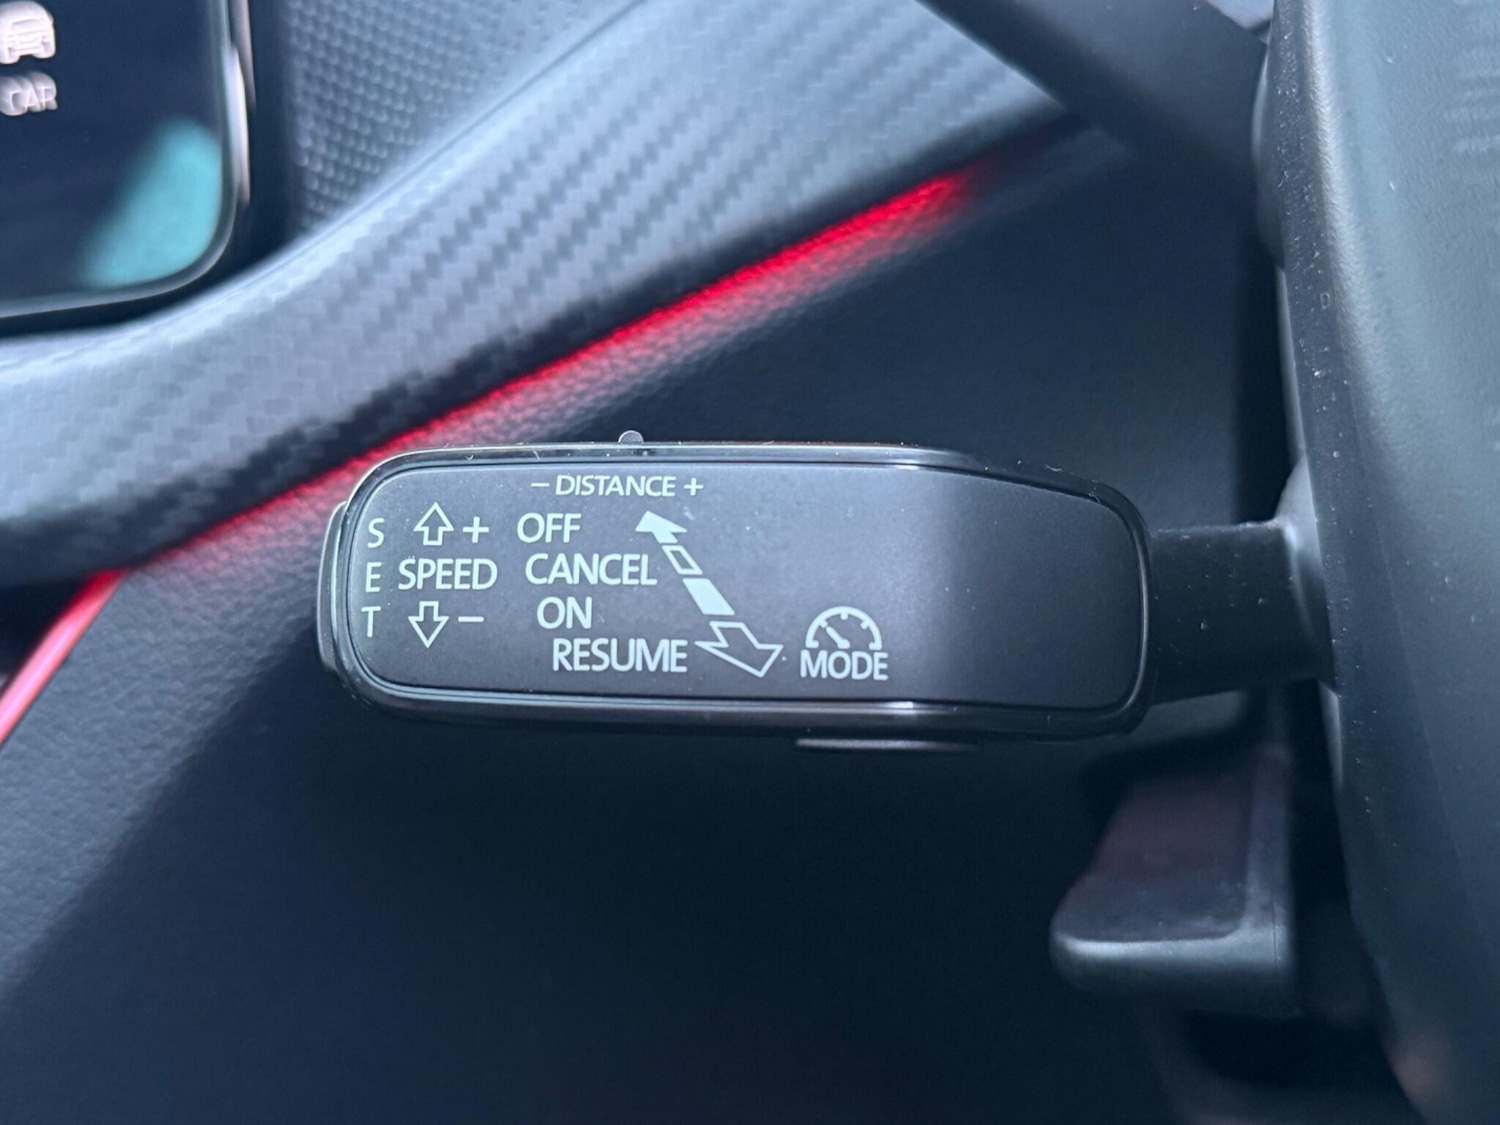 CAR
– DISTANCE +
S + OFF
E SPEED CANCEL
T – ON
RESUME MODE